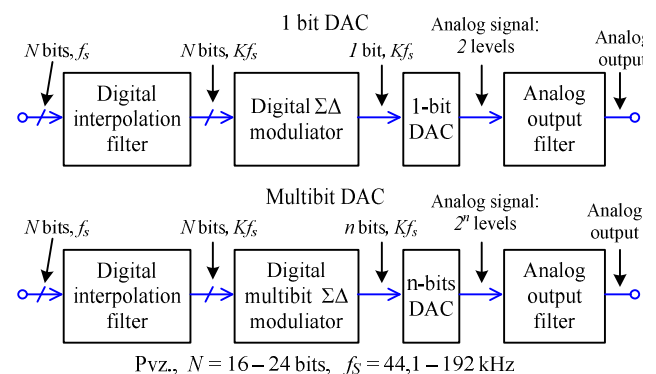 1 bit DAC
N bits, fs
N bits, Kfs
1 bit, Kfs
Analog signal:
2 levels
Analog
output
Digital
interpolation
filter
Digital ΣΔ
moduliator
1-bit
DAC
Analog
output
filter
Multibit DAC
N bits, fs
N bits, Kfs
n bits, Kfs
Analog signal:
2ⁿ levels
Analog
output
Digital
interpolation
filter
Digital
multibit ΣΔ
moduliator
n-bits
DAC
Analog
output
filter
Pvz., N = 16 – 24 bits, fS = 44,1 – 192 kHz